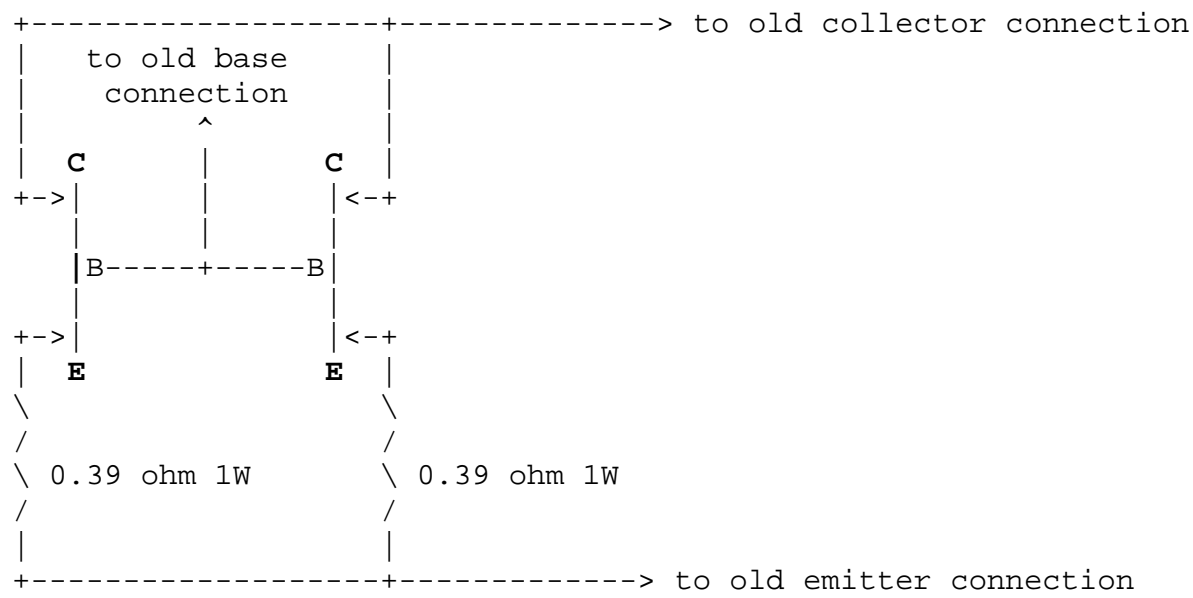 to old collector connection
to old base
connection
C C
B B
E E
0.39 ohm 1W 0.39 ohm 1W
to old emitter connection